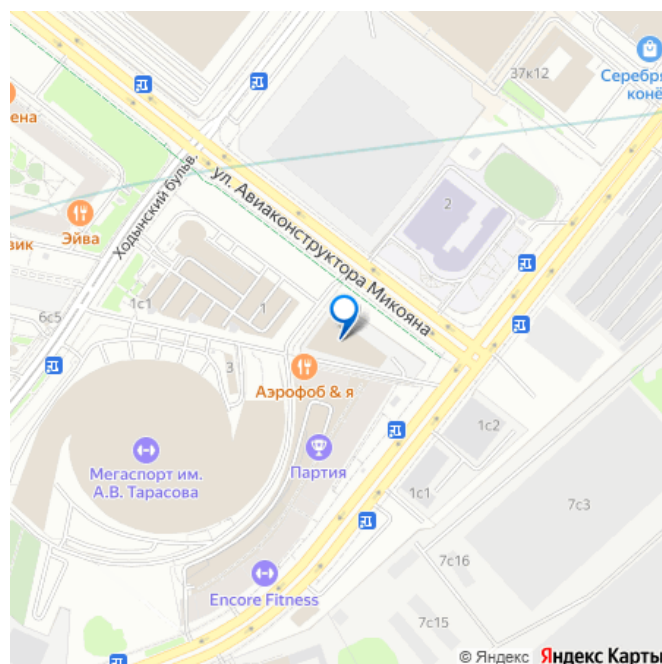 37к12
Серебря
конё
ена
ул. Авиаконструктора Микояна
Ходынский бульв.
2
Эйва
вик
1с1
1
6с5
3
Аэрофоб & я
1с2
Мегаспорт им.
А.В. Тарасова
Партия
1с1
7с3
7с16
Encore Fitness
7с15
© Яндекс Яндекс Карты